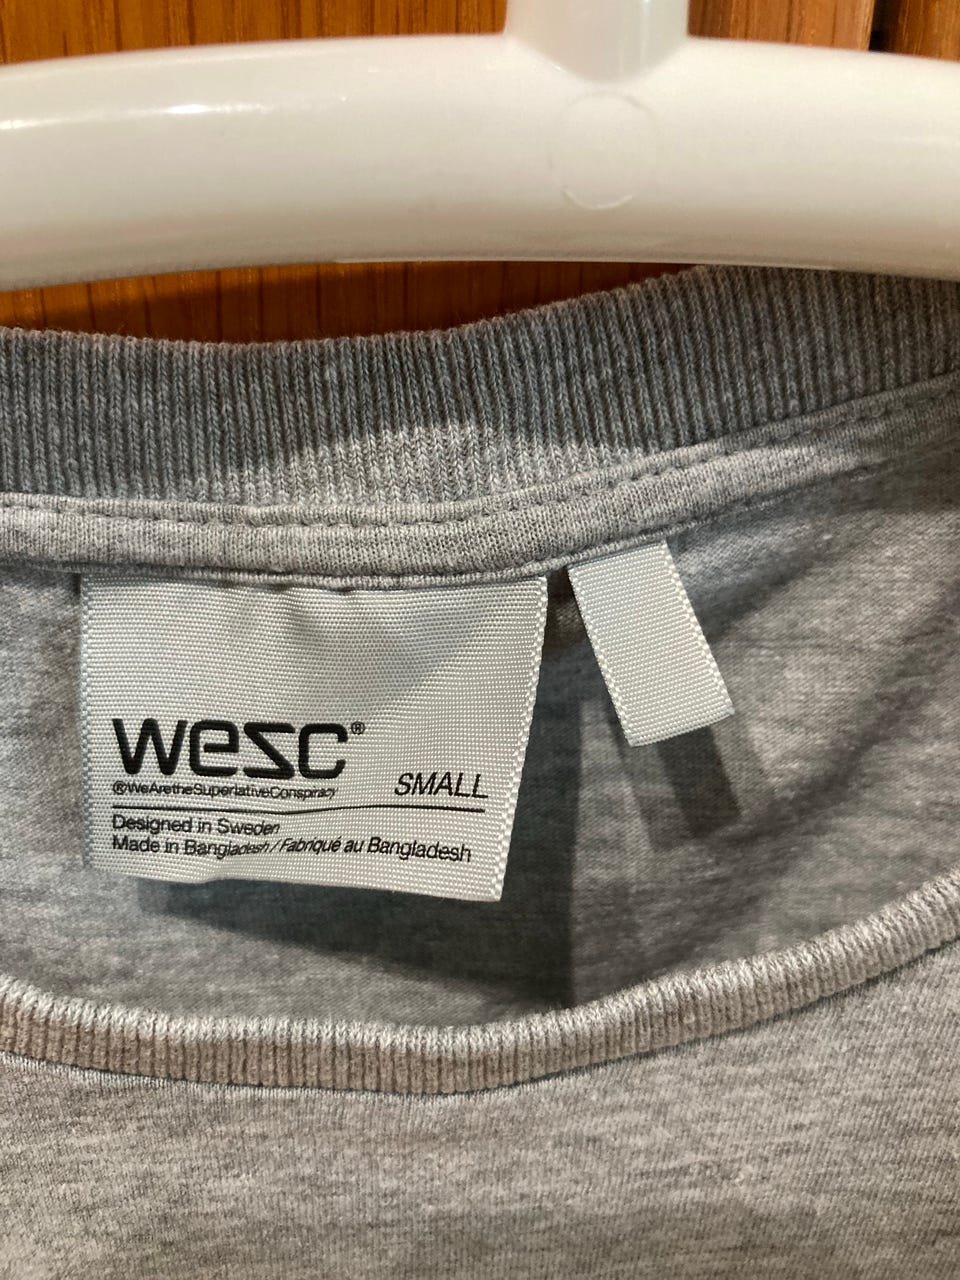 wesc®
®WeAretheSuperlativeConspiracy
SMALL
Designed in Sweden
Made in Bangladesh / Fabriqué au Bangladesh